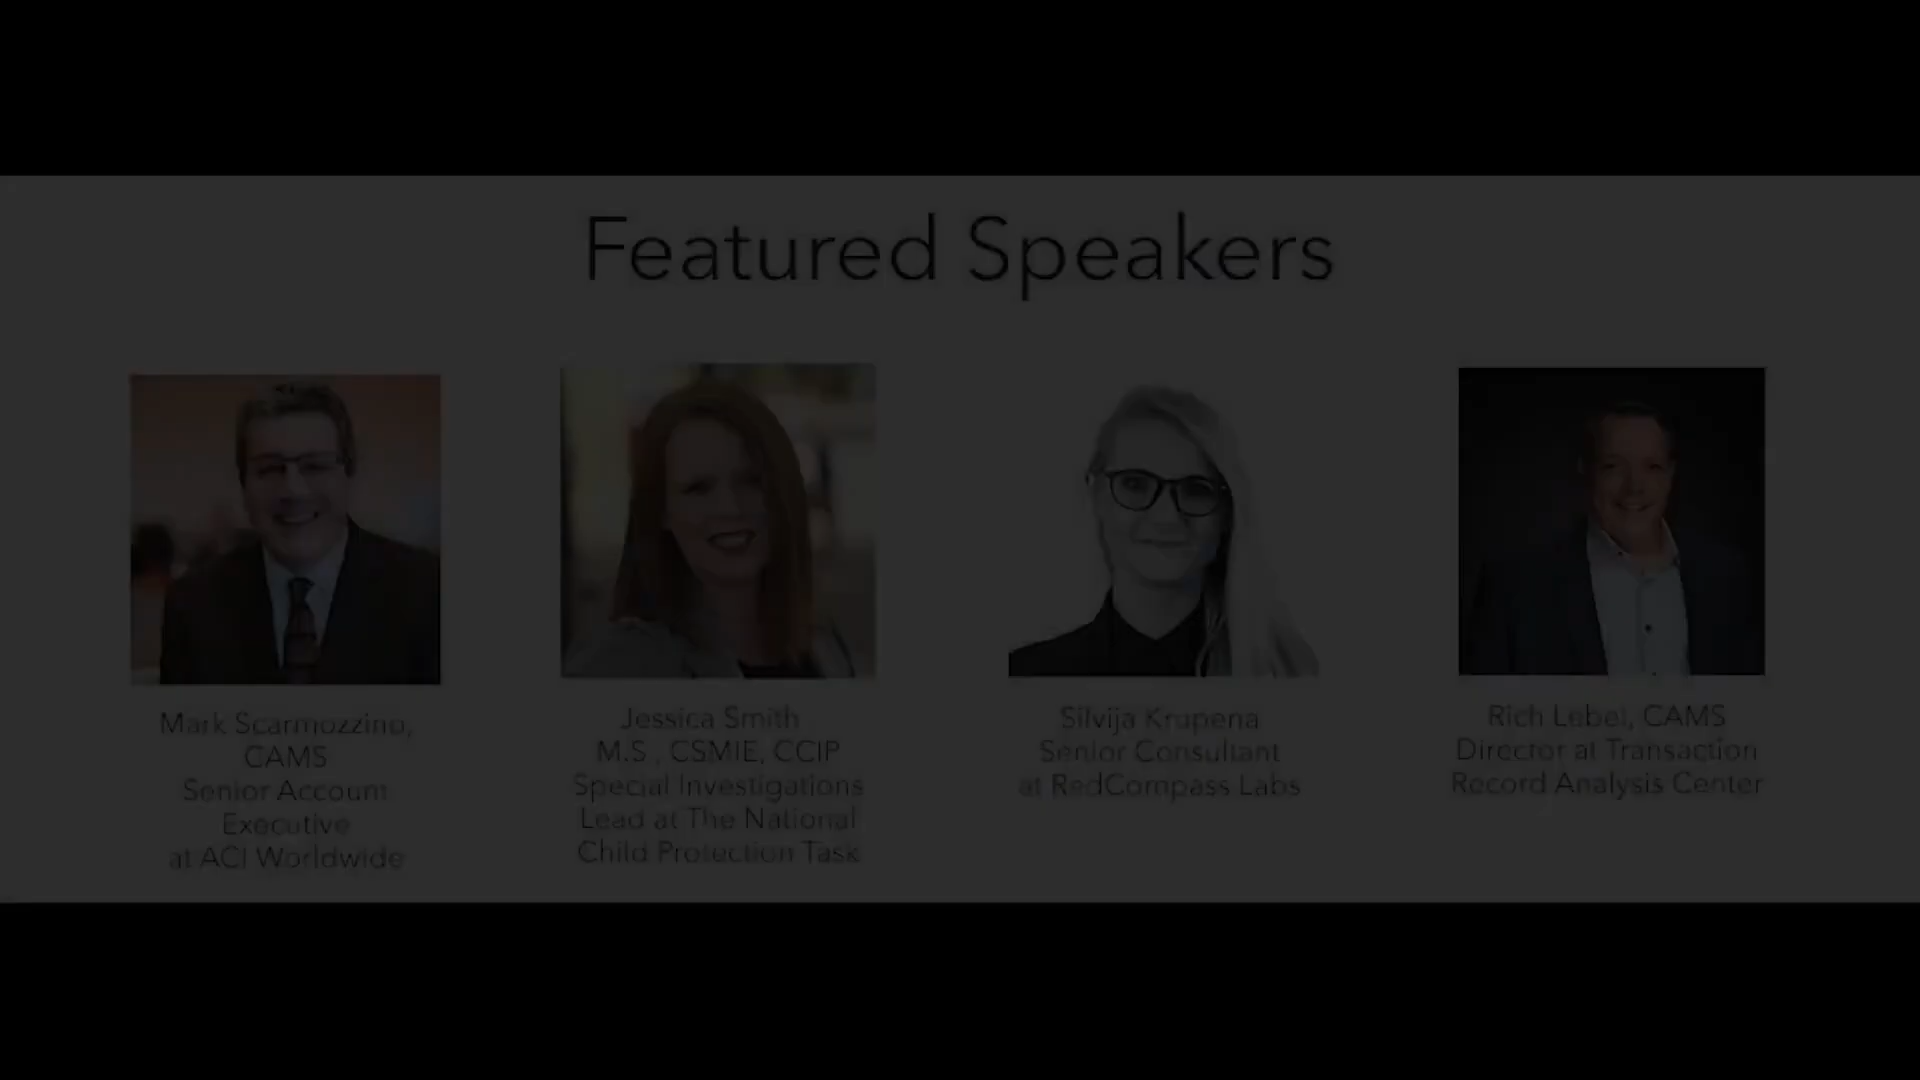 Featured Speakers
Mark Scarmozzino,
CAMS
Senior Account
Executive
at ACI Worldwide
Jessica Smith
M.S., CSMIE, CCIP
Special Investigations
Lead at The National
Child Protection Task
Silvija Krupena
Senior Consultant
at RedCompass Labs
Rich Lebel, CAMS
Director at Transaction
Record Analysis Center